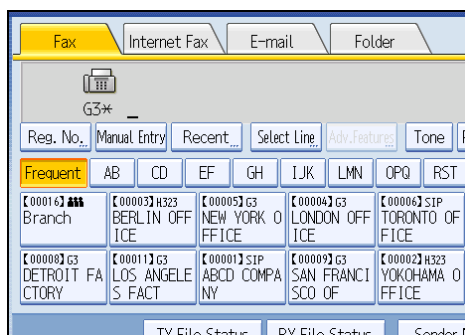 Fax Internet Fax E-mail Folder
G3* _
Reg. No. Manual Entry Recent Select Line Adv.Features Tone
Frequent AB CD EF GH IJK LMN OPQ RST
【00016】 【00003】H323 【00005】G3 【00004】G3 【00006】SIP
Branch BERLIN OFF NEW YORK O LONDON OFF TORONTO OF
ICE FFICE ICE FICE
【00008】G3 【00011】G3 【00001】SIP 【00009】G3 【00002】H323
DETROIT FA LOS ANGELE ABCD COMPA SAN FRANCI YOKOHAMA O
CTORY S FACT NY SCO OF FFICE
TX File Status RX File Status Sender